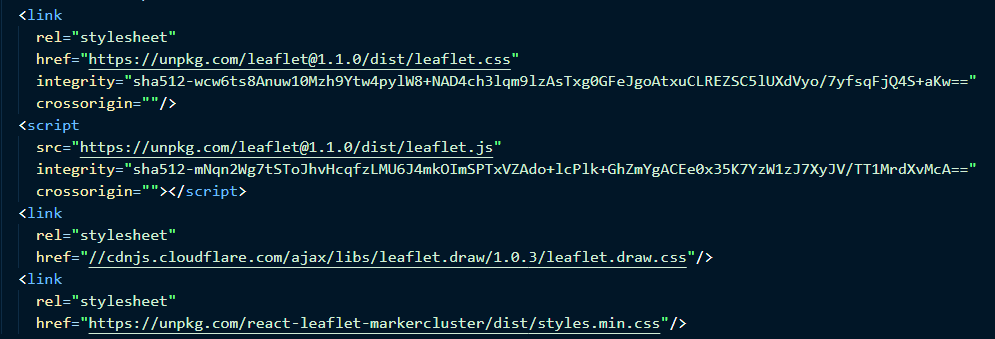 <link
rel="stylesheet"
href="https://unpkg.com/leaflet@1.1.0/dist/leaflet.css"
integrity="sha512-wcw6ts8Anuw10Mzh9Ytw4pylW8+NAD4ch3lqm9lzAsTxg0GFeJgoAtxuCLREZSC5lUXdVyo/7yfsqFjQ4S+aKw=="
crossorigin=""/>
<script
src="https://unpkg.com/leaflet@1.1.0/dist/leaflet.js"
integrity="sha512-mNqn2Wg7tSToJhvHcqfzLMU6J4mkOImSPTxVZAdo+lcPlk+GhZmYgACEe0x35K7YzW1zJ7XyJV/TT1MrdXvMcA=="
crossorigin=""></script>
<link
rel="stylesheet"
href="//cdnjs.cloudflare.com/ajax/libs/leaflet.draw/1.0.3/leaflet.draw.css"/>
<link
rel="stylesheet"
href="https://unpkg.com/react-leaflet-markercluster/dist/styles.min.css"/>